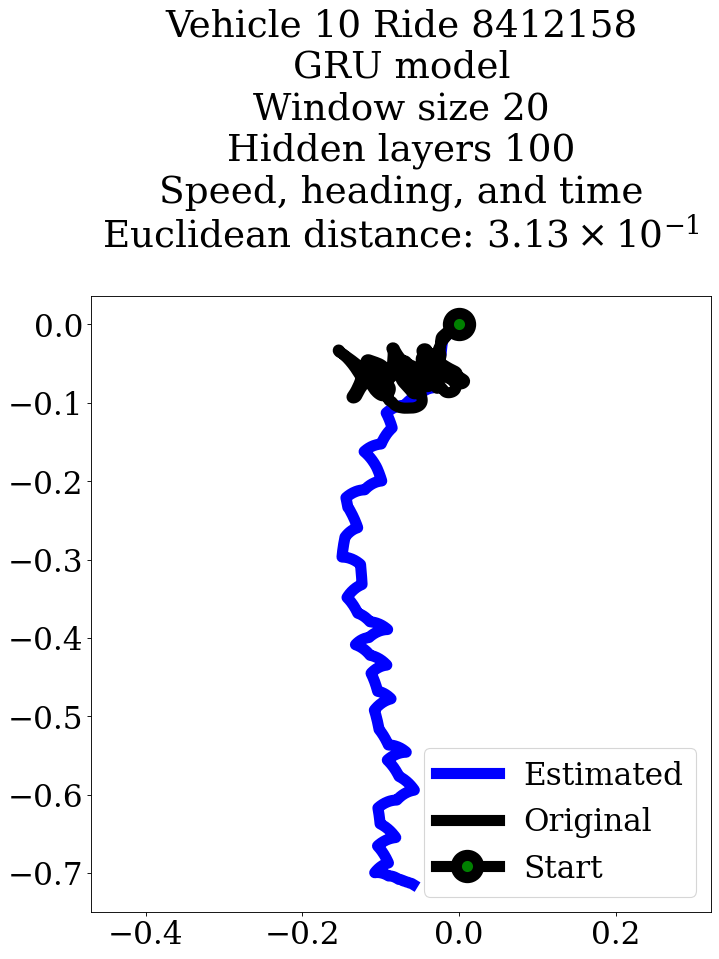 Vehicle 10 Ride 8412158
GRU model
Window size 20
Hidden layers 100
Speed, heading, and time
Euclidean distance: 3.13 × 10⁻¹
0.0
−0.1
−0.2
−0.3
−0.4
−0.5
−0.6
−0.7
Estimated
Original
Start
−0.4 −0.2 0.0 0.2